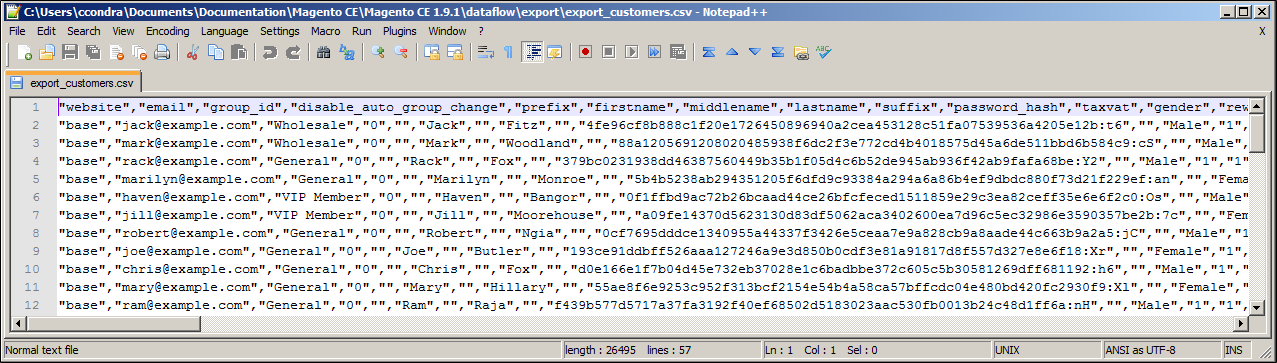 C:\Users\ccondra\Documents\Documentation\Magento CE\Magento CE 1.9.1\dataflow\export\export_customers.csv - Notepad++
File Edit Search View Encoding Language Settings Macro Run Plugins Window ? X
export_customers.csv
1 "website","email","group_id","disable_auto_group_change","prefix","firstname","middlename","lastname","suffix","password_hash","taxvat","gender","rew
2 "base","jack@example.com","Wholesale","0","","Jack","","Fitz","","4fe96cf8b888c1f20e1726450896940a2cea453128c51fa07539536a4205e12b:t6","","Male","1",
3 "base","mark@example.com","Wholesale","0","","Mark","","Woodland","","88a1205691208020485938f6dc2f3e772cd4b4018575d45a6de511bbd6b584c9:cS","","Male",
4 "base","rack@example.com","General","0","","Rack","","Fox","","379bc0231938dd46387560449b35b1f05d4c6b52de945ab936f42ab9fafa68be:Y2","","Male","1","1"
5 "base","marilyn@example.com","General","0","","Marilyn","","Monroe","","5b4b5238ab294351205f6dfd9c93384a294a6a86b4ef9dbdc880f73d21f229ef:an","","Fema
6 "base","haven@example.com","VIP Member","0","","Haven","","Bangor","","0f1ffbd9ac72b26bcaad44ce26bfcfeced1511859e29c3ea82ceff35e6e6f2c0:Os","","Male"
7 "base","jill@example.com","VIP Member","0","","Jill","","Moorehouse","","a09fe14370d5623130d83df5062aca3402600ea7d96c5ec32986e3590357be2b:7c","","Fem
8 "base","robert@example.com","General","0","","Robert","","Ngia","","0cf7695dddce1340955a44337f3426e5ceaa7e9a828cb9a8aade44c663b9a2a5:jC","","Male","1
9 "base","joe@example.com","General","0","","Joe","","Butler","","193ce91ddbff526aaa127246a9e3d850b0cdf3e81a91817d8f557d327e8e6f18:Xr","","Female","1",
10 "base","chris@example.com","General","0","","Chris","","Fox","","d0e166e1f7b04d45e732eb37028e1c6badbbe372c605c5b30581269dff681192:h6","","Male","1",
11 "base","mary@example.com","General","0","","Mary","","Hillary","","55ae8f6e9253c952f313bcf2154e54b4a58ca57bffcdc04e480bd420fc2930f9:Xl","","Female","
12 "base","ram@example.com","General","0","","Ram","","Raja","","f439b577d5717a37fa3192f40ef68502d5183023aac530fb0013b24c48d1ff6a:nH","","Male","1","1",
Normal text file length : 26495 lines : 57 Ln : 1 Col : 1 Sel : 0 UNIX ANSI as UTF-8 INS